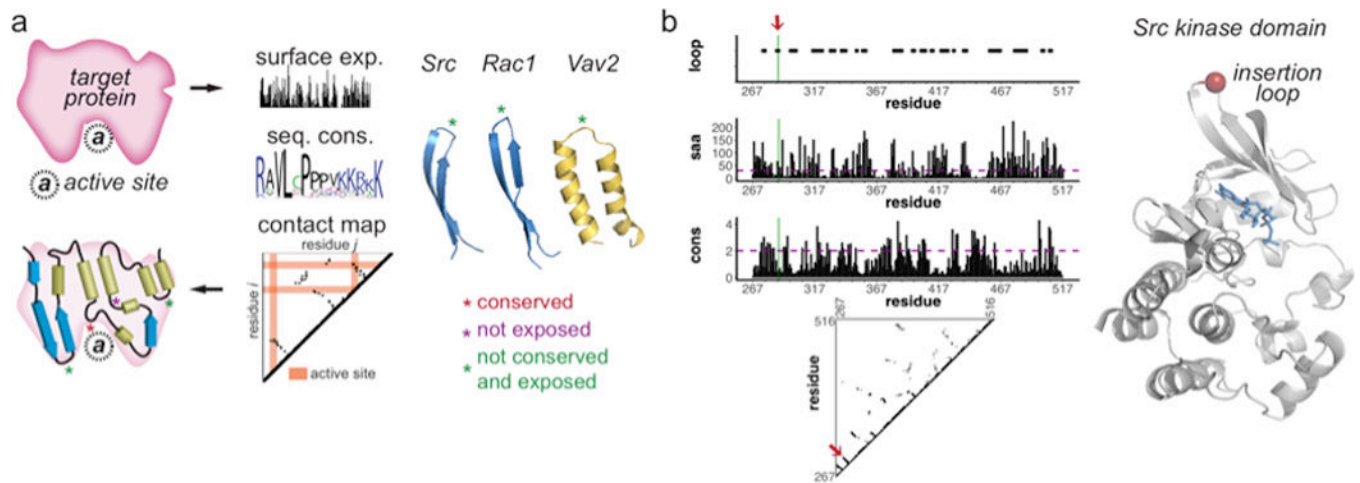 a
target
protein
a
a active site
surface exp.
seq. cons.
RAVL PPPVKKRKK
contact map
residue j
residue i
active site
a
Src Rac1 Vav2
* * *
* conserved
* not exposed
* not conserved
and exposed
b
loop
267 317 367 417 467 517
residue
saa
200
150
100
50
0
267 317 367 417 467 517
residue
cons
4
2
0
267 317 367 417 467 517
residue
267
516
516
residue
267
Src kinase domain
insertion
loop